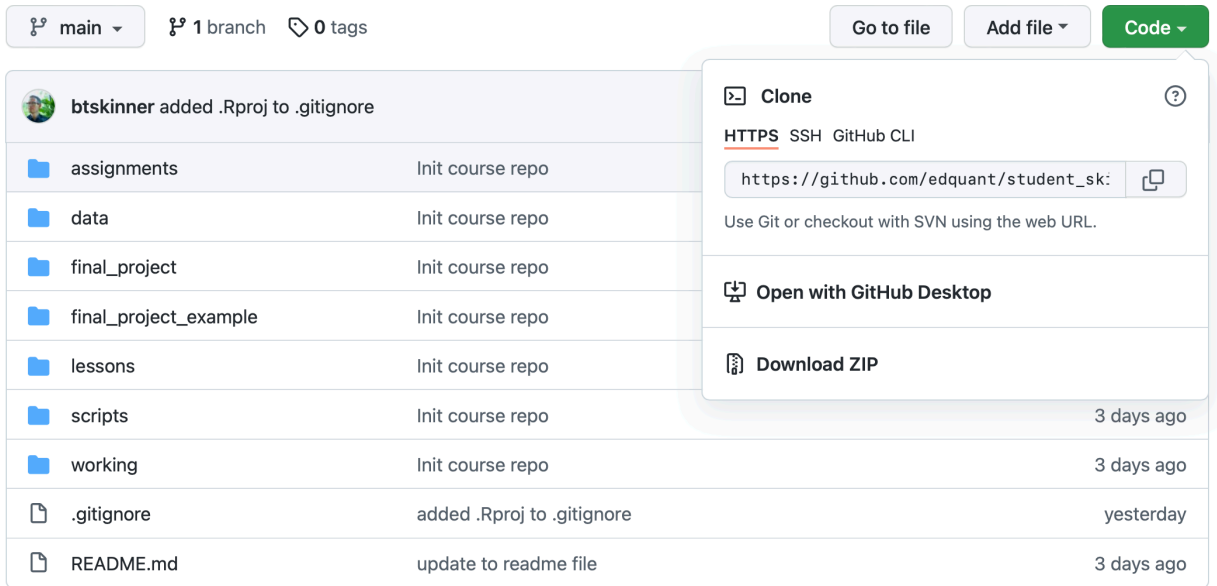 main 1 branch 0 tags Go to file Add file Code
btskinner added .Rproj to .gitignore
Clone
HTTPS SSH GitHub CLI
https://github.com/edquant/student_sk
Use Git or checkout with SVN using the web URL.
Open with GitHub Desktop
Download ZIP
assignments Init course repo
data Init course repo
final_project Init course repo
final_project_example Init course repo
lessons Init course repo
scripts Init course repo 3 days ago
working Init course repo 3 days ago
.gitignore added .Rproj to .gitignore yesterday
README.md update to readme file 3 days ago